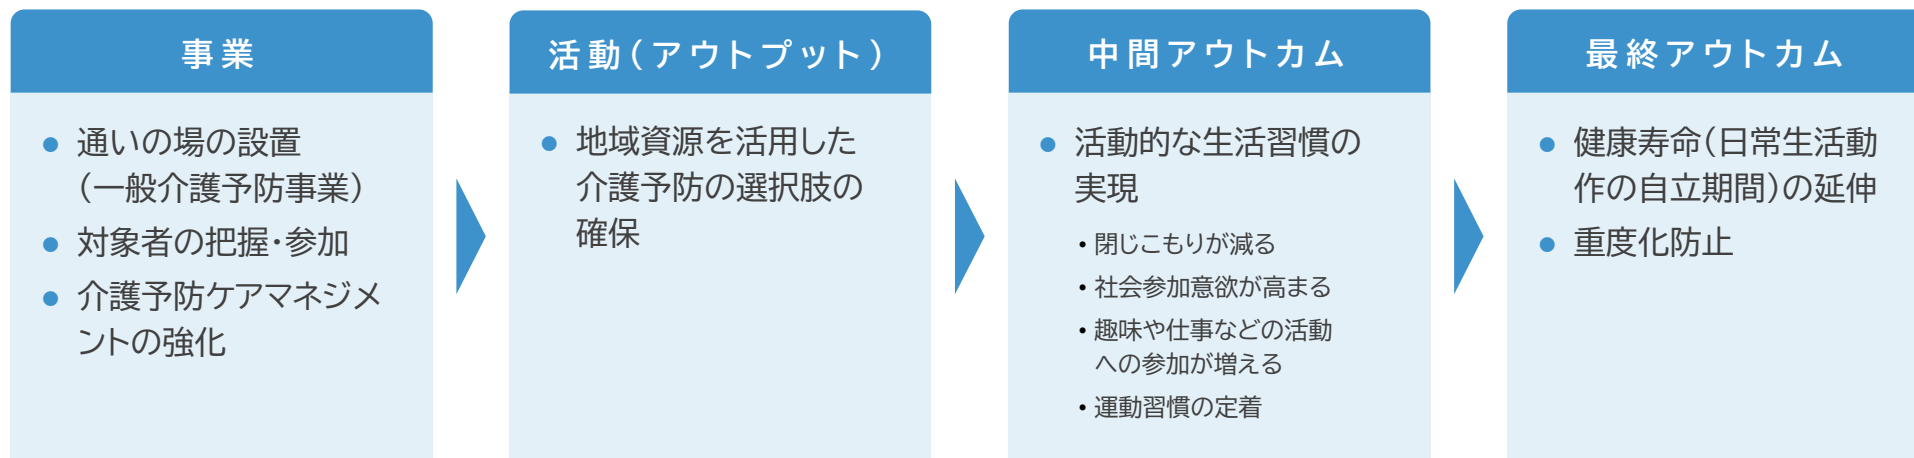 事業
● 通いの場の設置
（一般介護予防事業）
● 対象者の把握・参加
● 介護予防ケアマネジメ
ントの強化
活動（アウトプット）
● 地域資源を活用した
介護予防の選択肢の
確保
中間アウトカム
● 活動的な生活習慣の
実現
・閉じこもりが減る
・社会参加意欲が高まる
・趣味や仕事などの活動
への参加が増える
・運動習慣の定着
最終アウトカム
● 健康寿命（日常生活動
作の自立期間）の延伸
● 重度化防止